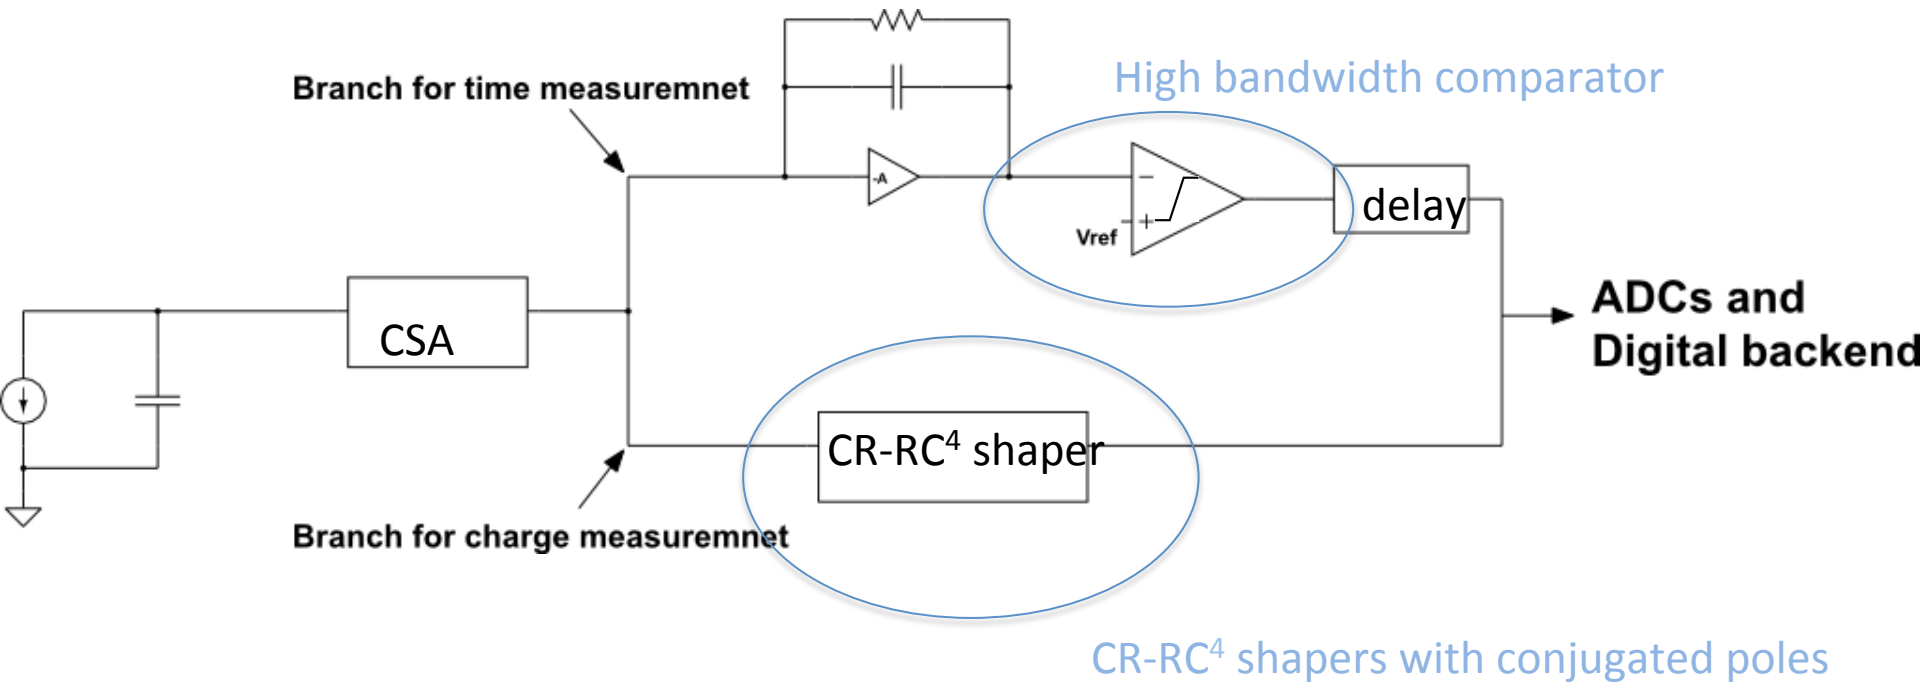 High bandwidth comparator
Branch for time measuremnet
-A
−
+
Vref
delay
CSA
ADCs and
Digital backend
CR-RC⁴ shaper
Branch for charge measuremnet
CR-RC⁴ shapers with conjugated poles